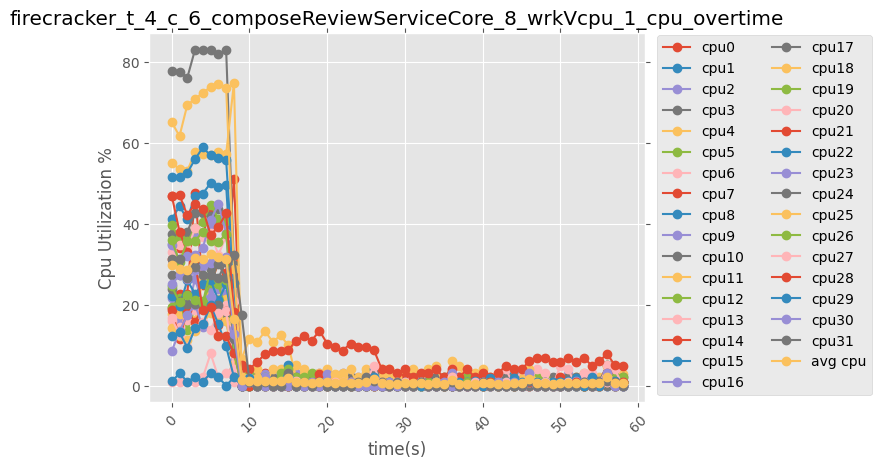 firecracker_t_4_c_6_composeReviewServiceCore_8_wrkVcpu_1_cpu_overtime
80
60
40
20
0
Cpu Utilization %
0
10
20
30
40
50
60
time(s)
cpu0
cpu1
cpu2
cpu3
cpu4
cpu5
cpu6
cpu7
cpu8
cpu9
cpu10
cpu11
cpu12
cpu13
cpu14
cpu15
cpu16
cpu17
cpu18
cpu19
cpu20
cpu21
cpu22
cpu23
cpu24
cpu25
cpu26
cpu27
cpu28
cpu29
cpu30
cpu31
avg cpu